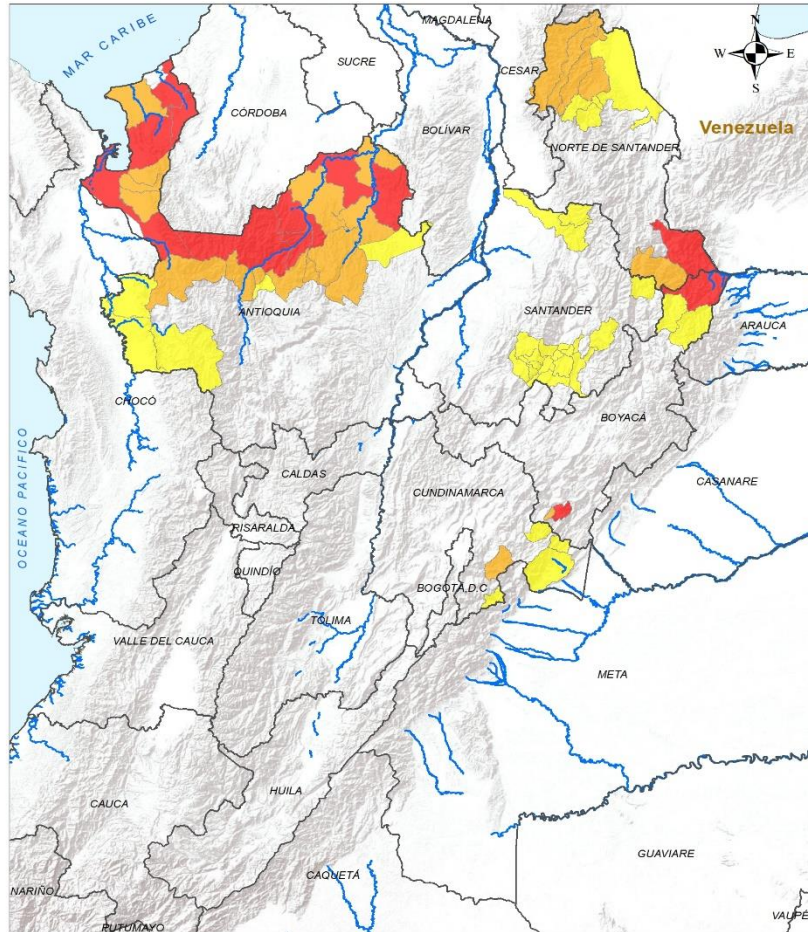 MAGDALENA
MAR CARIBE
SUCRE
CESAR
N
W
E
S
CÓRDOBA
BOLÍVAR
Venezuela
NORTE DE SANTANDER
ANTIOQUIA
SANTANDER
ARAUCA
CHOCÓ
BOYACÁ
OCEANO PACIFICO
CALDAS
CUNDINAMARCA
CASANARE
RISARALDA
QUINDÍO
BOGOTÁ,D.C
TOLIMA
VALLE DEL CAUCA
META
HUILA
CAUCA
GUAVIARE
CAQUETÁ
NARIÑO
PUTUMAYO
VAUPÉ